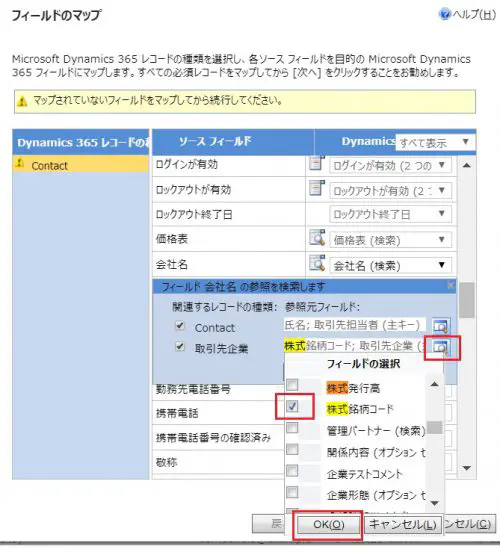 フィールドのマップ
ヘルプ(H)
Microsoft Dynamics 365 レコードの種類を選択し、各ソース フィールドを目的の Microsoft Dynamics
365 フィールドにマップします。すべての必須レコードをマップしてから [次へ] をクリックすることをお勧めします。
マップされていないフィールドをマップしてから続行してください。
Dynamics 365 レコードの
ソース フィールド
Dynamics
すべて表示
Contact
ログインが有効
ログインが有効 (2 つの
ロックアウトが有効
ロックアウトが有効 (2
ロックアウト終了日
ロックアウト終了日
価格表
価格表 (検索)
会社名
会社名 (検索)
フィールド 会社名 の参照を検索します
関連するレコードの種類:
参照元フィールド:
Contact
氏名; 取引先担当者 (主キー)
取引先企業
株式銘柄コード; 取引先企業
フィールドの選択
株式発行高
株式銘柄コード
管理パートナー (検索)
関係内容 (オプション セ
企業テストコメント
企業形態 (オプション セ
勤務先電話番号
携帯電話
携帯電話番号の確認済み
敬称
戻
OK(O)
キャンセル(L)
ンセル(C)